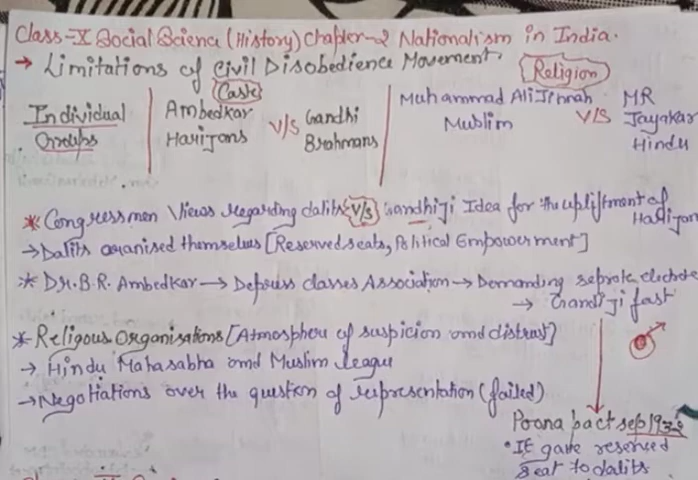 Class-X Social Science (History) Chapter-2 Nationalism in India.
→ Limitations of Civil Disobedience Movement.
Religion
Caste
Individual
Groups
Ambedkar
Harijans
V/S
Gandhi
Brahmans
Muhammad Ali Jinnah
Muslim
V/S
MR
Jayakar
Hindu
* Congressmen Views regarding dalits V/S Gandhiji Idea for the upliftment of
Harijan
→ Dalits organised themselves [Reserved seats, Political Empowerment]
* Dr. B.R. Ambedkar → Depress classes Association → Demanding seprate electorate
→ Gandiji fast
* Religous Organisations [Atmosphere of suspicion and distrust]
→ Hindu Mahasabha and Muslim league
→ Negotiations over the question of representation (failed)
Poona pact sep 1932
• IE gave reserved
seat to dalits